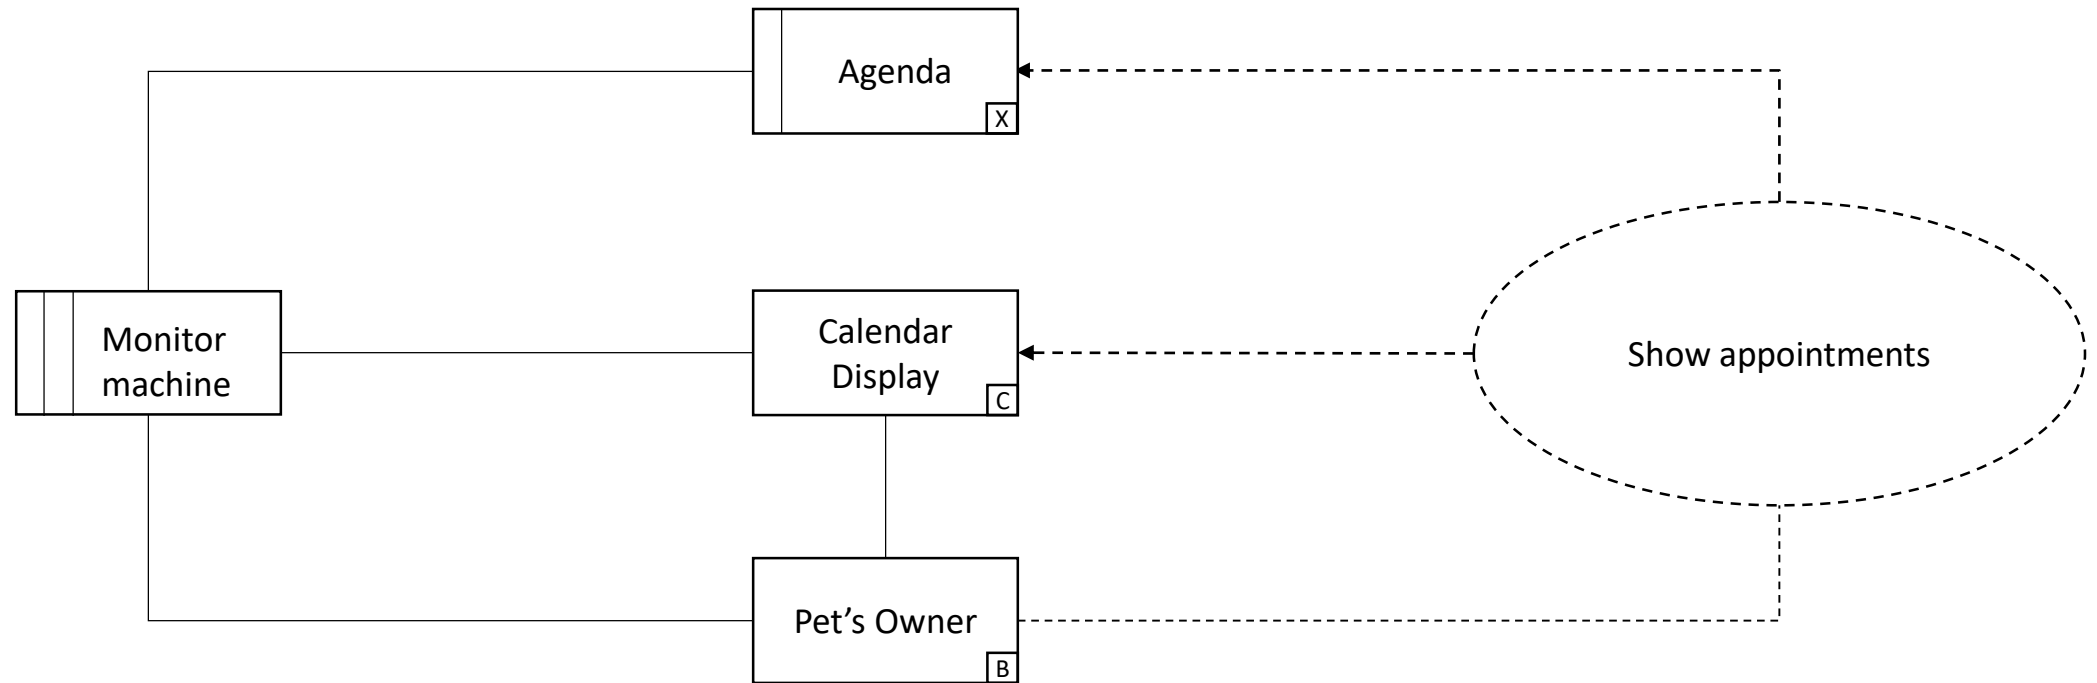 Agenda
X
Monitor
machine
Calendar
Display
C
Show appointments
Pet’s Owner
B